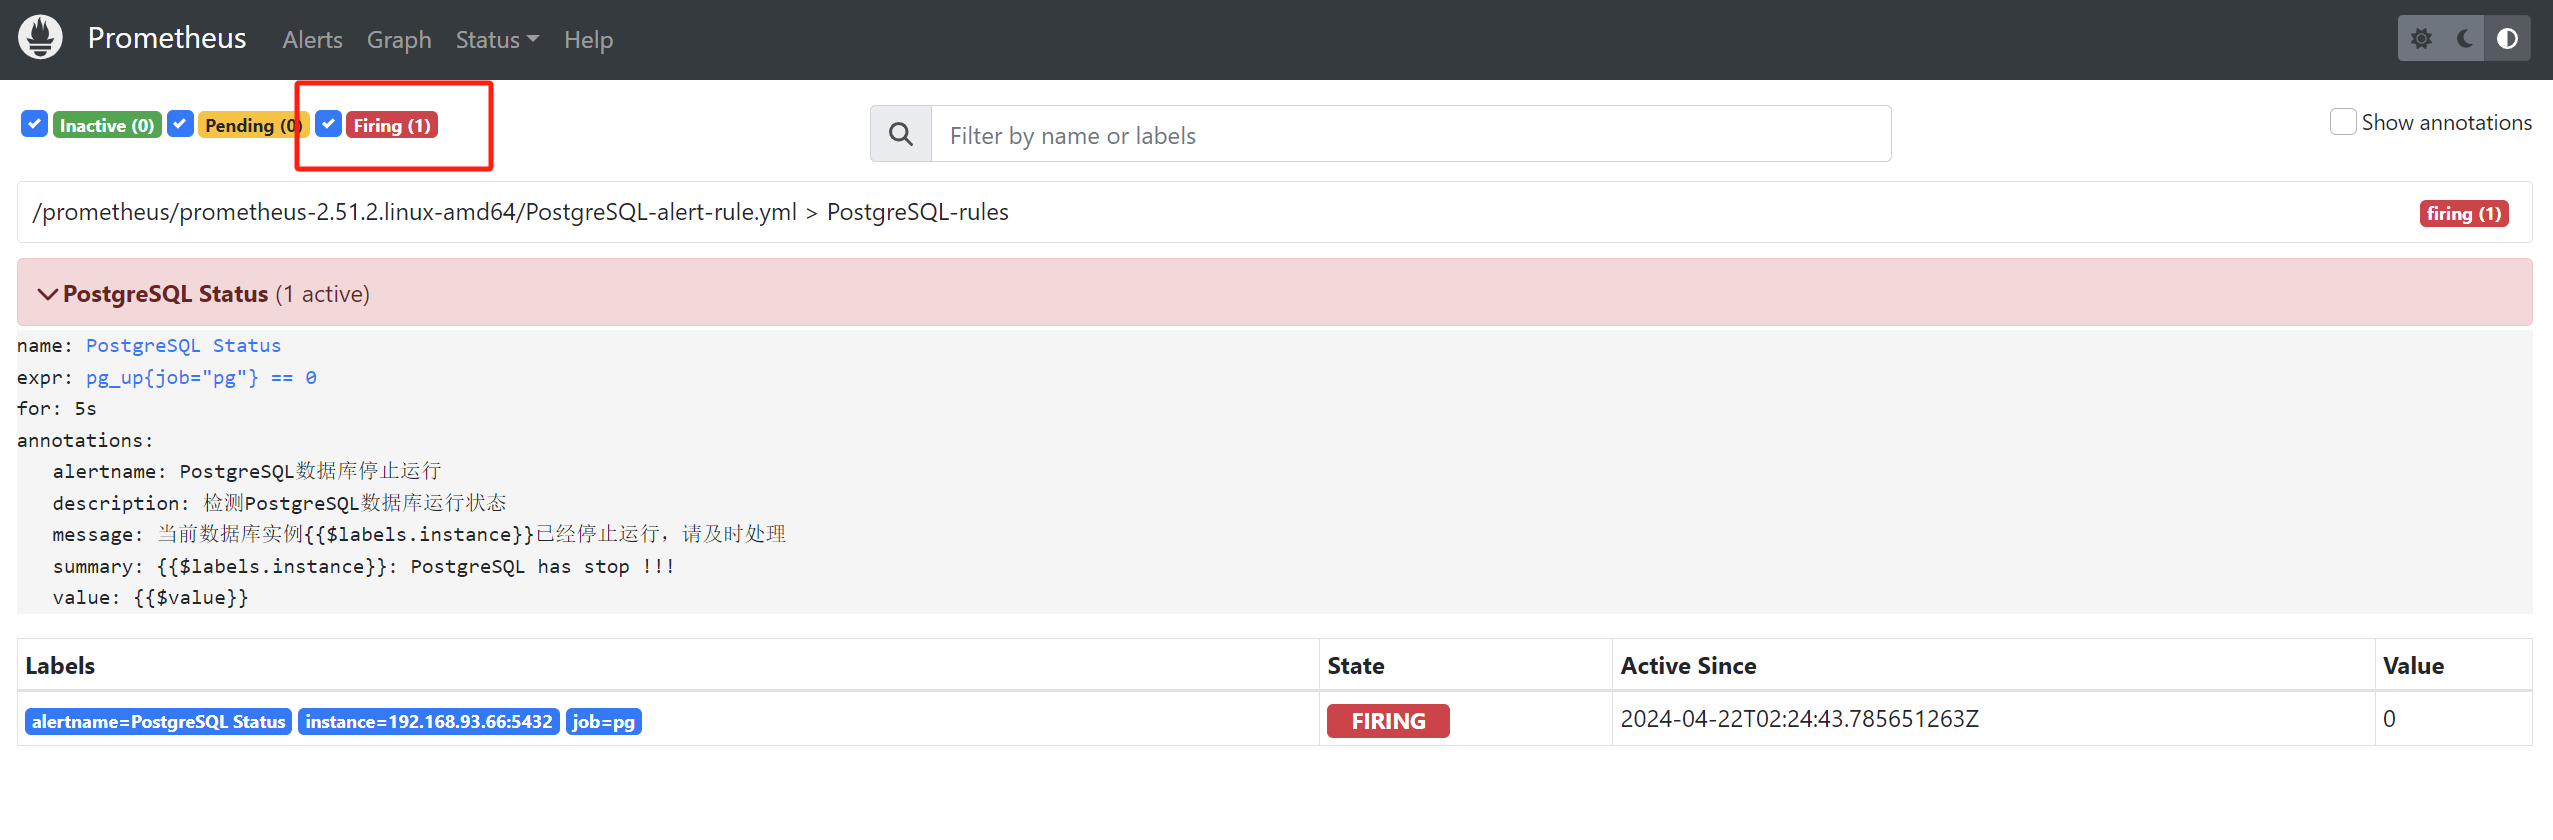 Prometheus Alerts Graph Status Help
Inactive (0) Pending (0) Firing (1) Filter by name or labels Show annotations
/prometheus/prometheus-2.51.2.linux-amd64/PostgreSQL-alert-rule.yml > PostgreSQL-rules firing (1)
PostgreSQL Status (1 active)
name: PostgreSQL Status
expr: pg_up{job="pg"} == 0
for: 5s
annotations:
alertname: PostgreSQL数据库停止运行
description: 检测PostgreSQL数据库运行状态
message: 当前数据库实例{{$labels.instance}}已经停止运行，请及时处理
summary: {{$labels.instance}}: PostgreSQL has stop !!!
value: {{$value}}
Labels State Active Since Value
alertname=PostgreSQL Status instance=192.168.93.66:5432 job=pg FIRING 2024-04-22T02:24:43.785651263Z 0